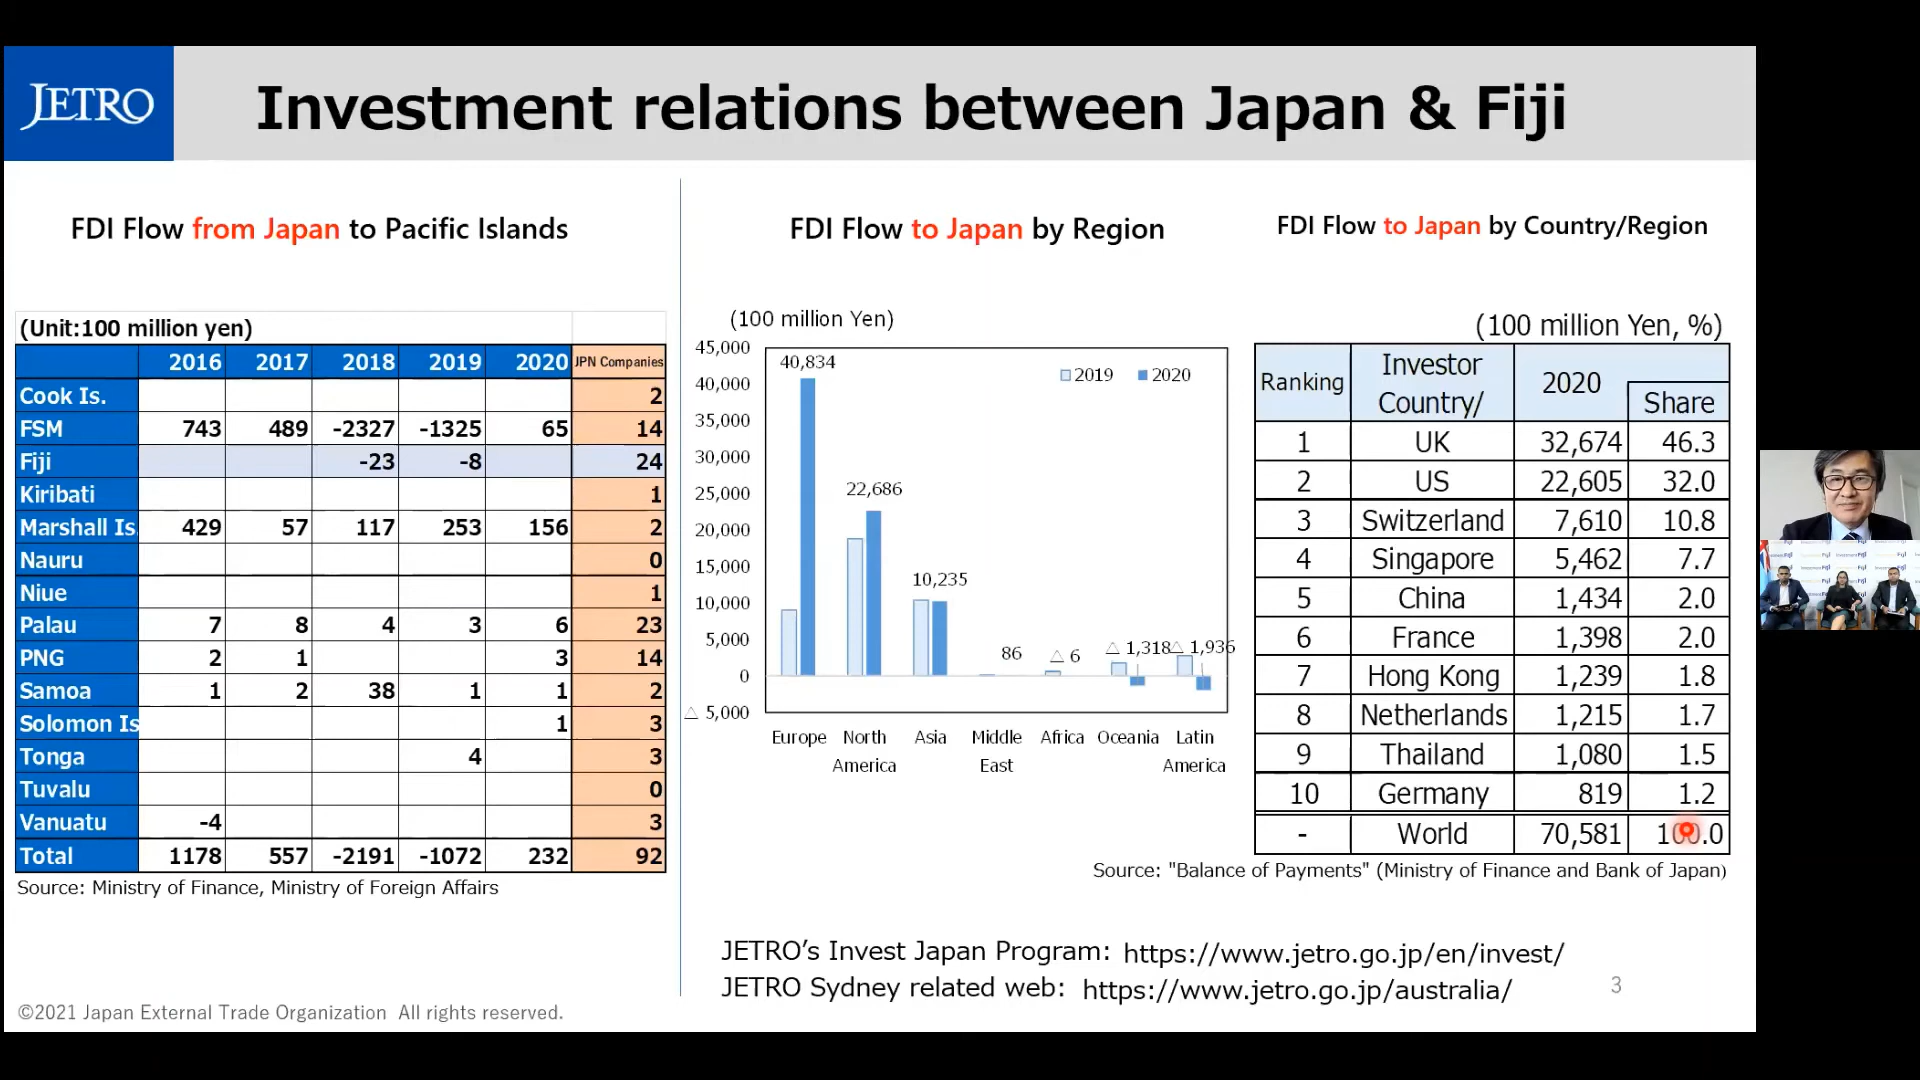 JETRO
Investment relations between Japan & Fiji
FDI Flow from Japan to Pacific Islands
(Unit:100 million yen)
2016 2017 2018 2019 2020 JPN Companies
Cook Is. 2
FSM 743 489 -2327 -1325 65 14
Fiji -23 -8 24
Kiribati 1
Marshall Is. 429 57 117 253 156 2
Nauru 0
Niue 1
Palau 7 8 4 3 6 23
PNG 2 1 3 14
Samoa 1 2 38 1 1 2
Solomon Is 1 3
Tonga 4 3
Tuvalu 0
Vanuatu -4 3
Total 1178 557 -2191 -1072 232 92
Source: Ministry of Finance, Ministry of Foreign Affairs
FDI Flow to Japan by Region
(100 million Yen)
2019 2020
45,000
40,000
35,000
30,000
25,000
20,000
15,000
10,000
5,000
0
△ 5,000
40,834
22,686
10,235
86
△ 6
△ 1,318
△ 1,936
Europe North America Asia Middle East Africa Oceania Latin America
FDI Flow to Japan by Country/Region
(100 million Yen, %)
Ranking Investor Country/ 2020 Share
1 UK 32,674 46.3
2 US 22,605 32.0
3 Switzerland 7,610 10.8
4 Singapore 5,462 7.7
5 China 1,434 2.0
6 France 1,398 2.0
7 Hong Kong 1,239 1.8
8 Netherlands 1,215 1.7
9 Thailand 1,080 1.5
10 Germany 819 1.2
- World 70,581 100.0
Source: "Balance of Payments" (Ministry of Finance and Bank of Japan)
JETRO’s Invest Japan Program: https://www.jetro.go.jp/en/invest/
JETRO Sydney related web: https://www.jetro.go.jp/australia/
3
©2021 Japan External Trade Organization All rights reserved.